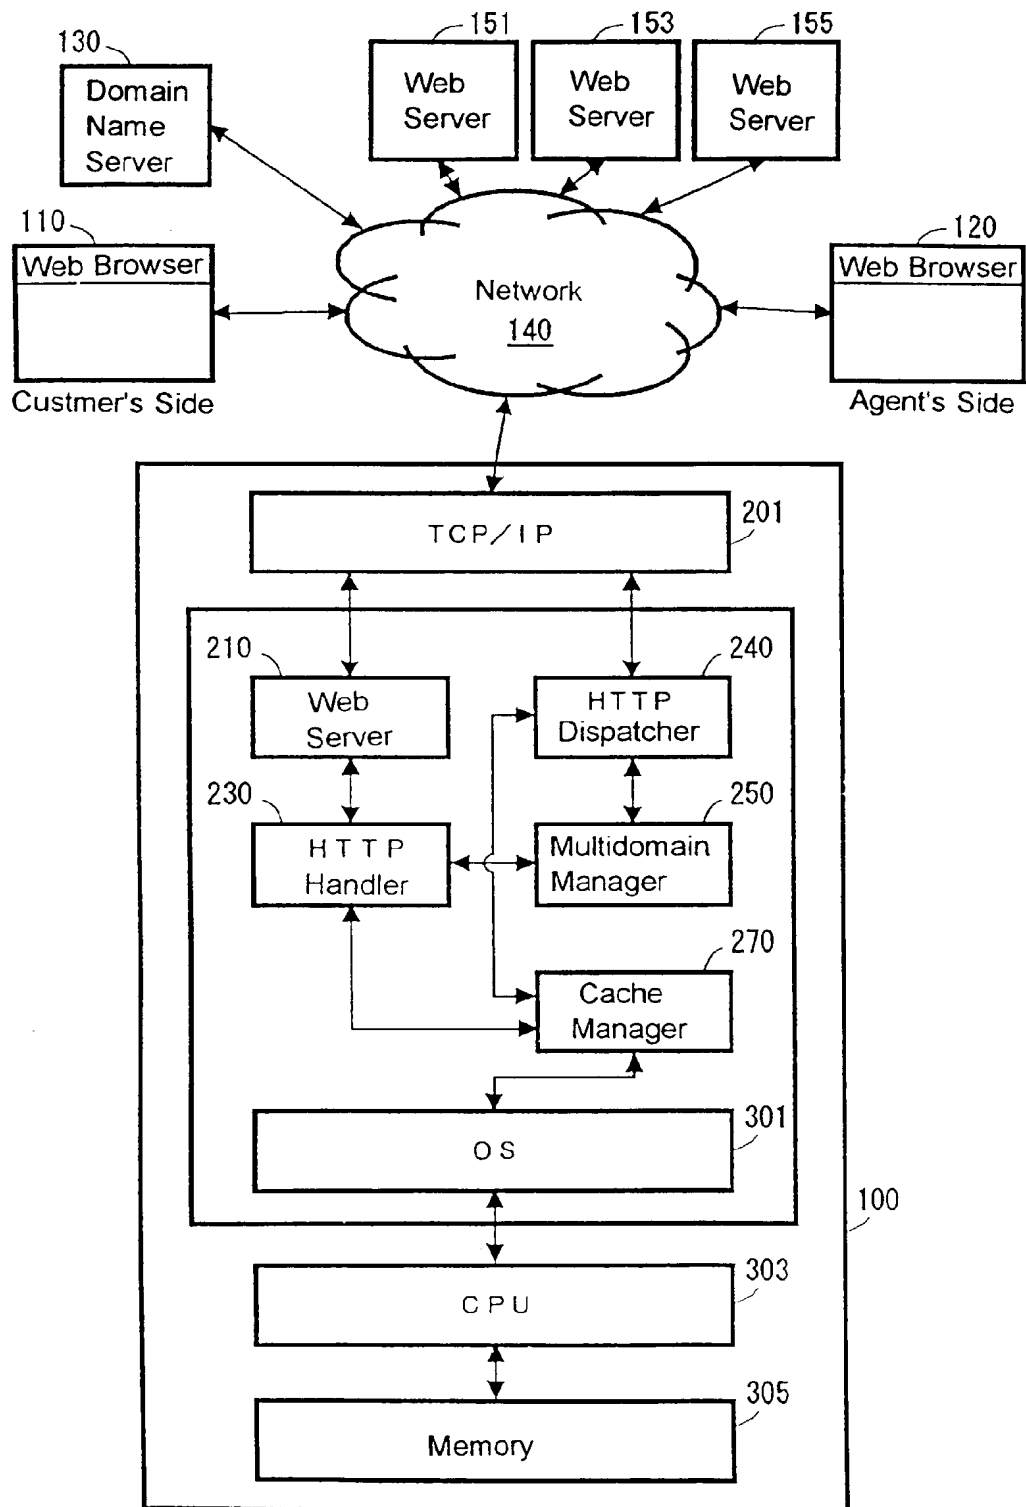 151
153
155
130
Web
Server
Web
Server
Web
Server
Domain
Name
Server
110
120
Web Browser
Web Browser
Network
140
Custmer's Side
Agent's Side
TCP/IP
201
210
240
Web
Server
HTTP
Dispatcher
230
250
HTTP
Handler
Multidomain
Manager
270
Cache
Manager
301
OS
100
303
CPU
305
Memory